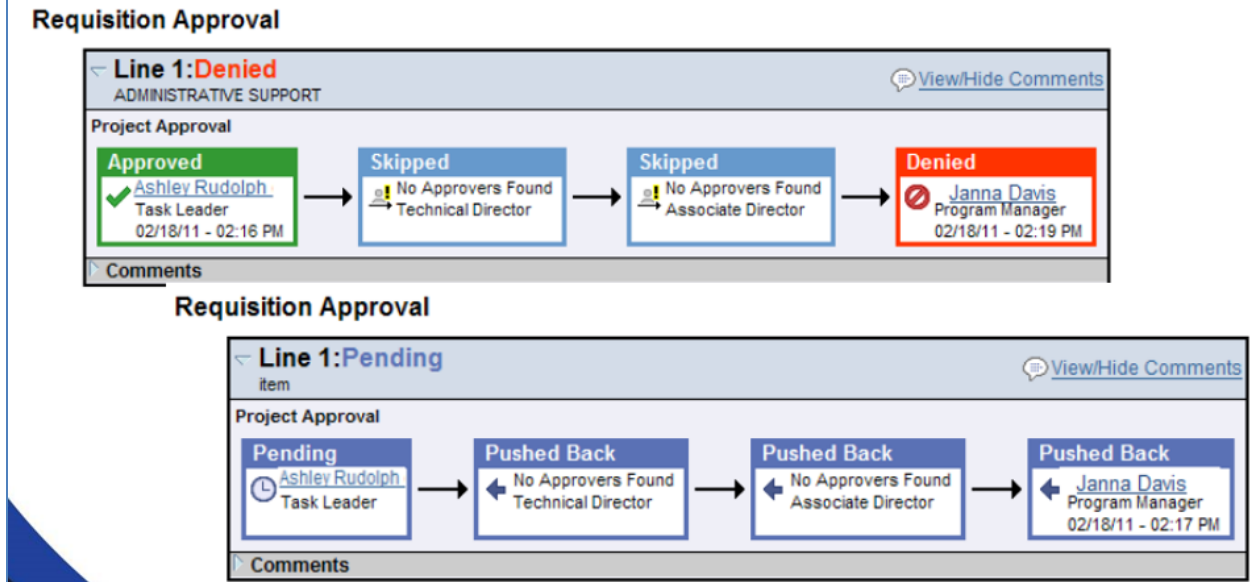 Requisition Approval
Line 1:Denied
View/Hide Comments
ADMINISTRATIVE SUPPORT
Project Approval
Approved
Ashley Rudolph
Task Leader
02/18/11 - 02:16 PM
Skipped
No Approvers Found
Technical Director
Skipped
No Approvers Found
Associate Director
Denied
Janna Davis
Program Manager
02/18/11 - 02:19 PM
Comments
Requisition Approval
Line 1:Pending
View/Hide Comments
item
Project Approval
Pending
Ashley Rudolph
Task Leader
Pushed Back
No Approvers Found
Technical Director
Pushed Back
No Approvers Found
Associate Director
Pushed Back
Janna Davis
Program Manager
02/18/11 - 02:17 PM
Comments